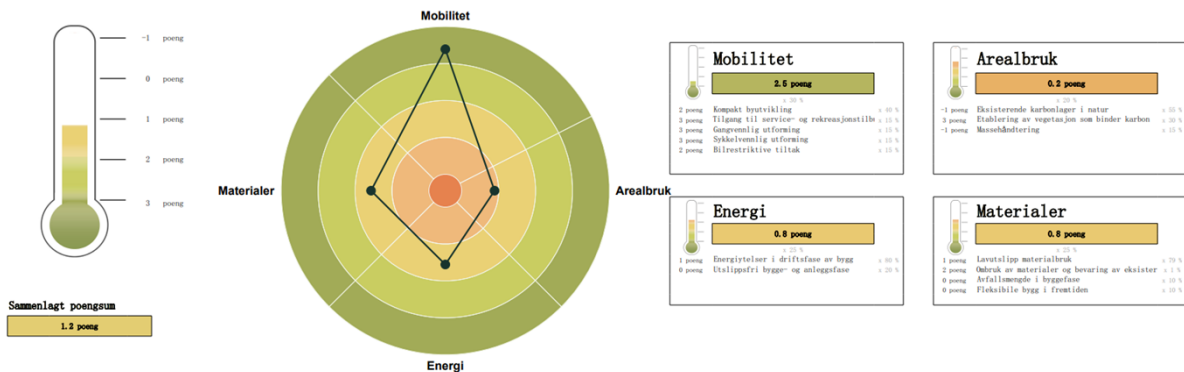 -1 poeng
0 poeng
1 poeng
2 poeng
3 poeng
Sammenlagt poengsum
1.2 poeng
Mobilitet
Arealbruk
Energi
Materialer
Mobilitet
2.5 poeng
x 30 %
2 poeng Kompakt byutvikling x 40 %
3 poeng Tilgang til service- og rekreasjonstilbu x 15 %
3 poeng Gangvennlig utforming x 15 %
3 poeng Sykkelvennlig utforming x 15 %
2 poeng Bilrestriktive tiltak x 15 %
Arealbruk
0.2 poeng
x 20 %
-1 poeng Eksisterende karbonlager i natur x 55 %
3 poeng Etablering av vegetasjon som binder karbon x 30 %
-1 poeng Massehåndtering x 15 %
Energi
0.8 poeng
x 25 %
1 poeng Energiytelser i driftsfase av bygg x 80 %
0 poeng Utslippsfri bygge- og anleggsfase x 20 %
Materialer
0.8 poeng
x 25 %
1 poeng Lavutslipp materialbruk x 79 %
2 poeng Ombruk av materialer og bevaring av eksister x 1 %
0 poeng Avfallsmengde i byggefase x 10 %
0 poeng Fleksibile bygg i fremtiden x 10 %